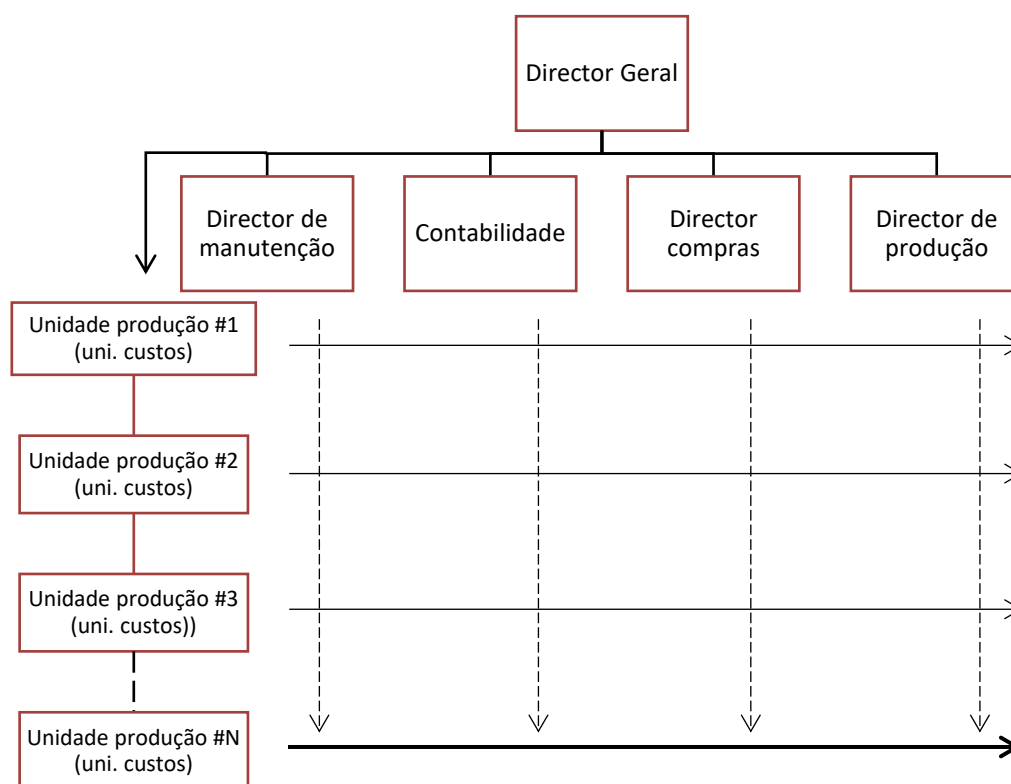 Director Geral
Director de
manutenção
Contabilidade
Director
compras
Director de
produção
Unidade produção #1
(uni. custos)
Unidade produção #2
(uni. custos)
Unidade produção #3
(uni. custos))
Unidade produção #N
(uni. custos)